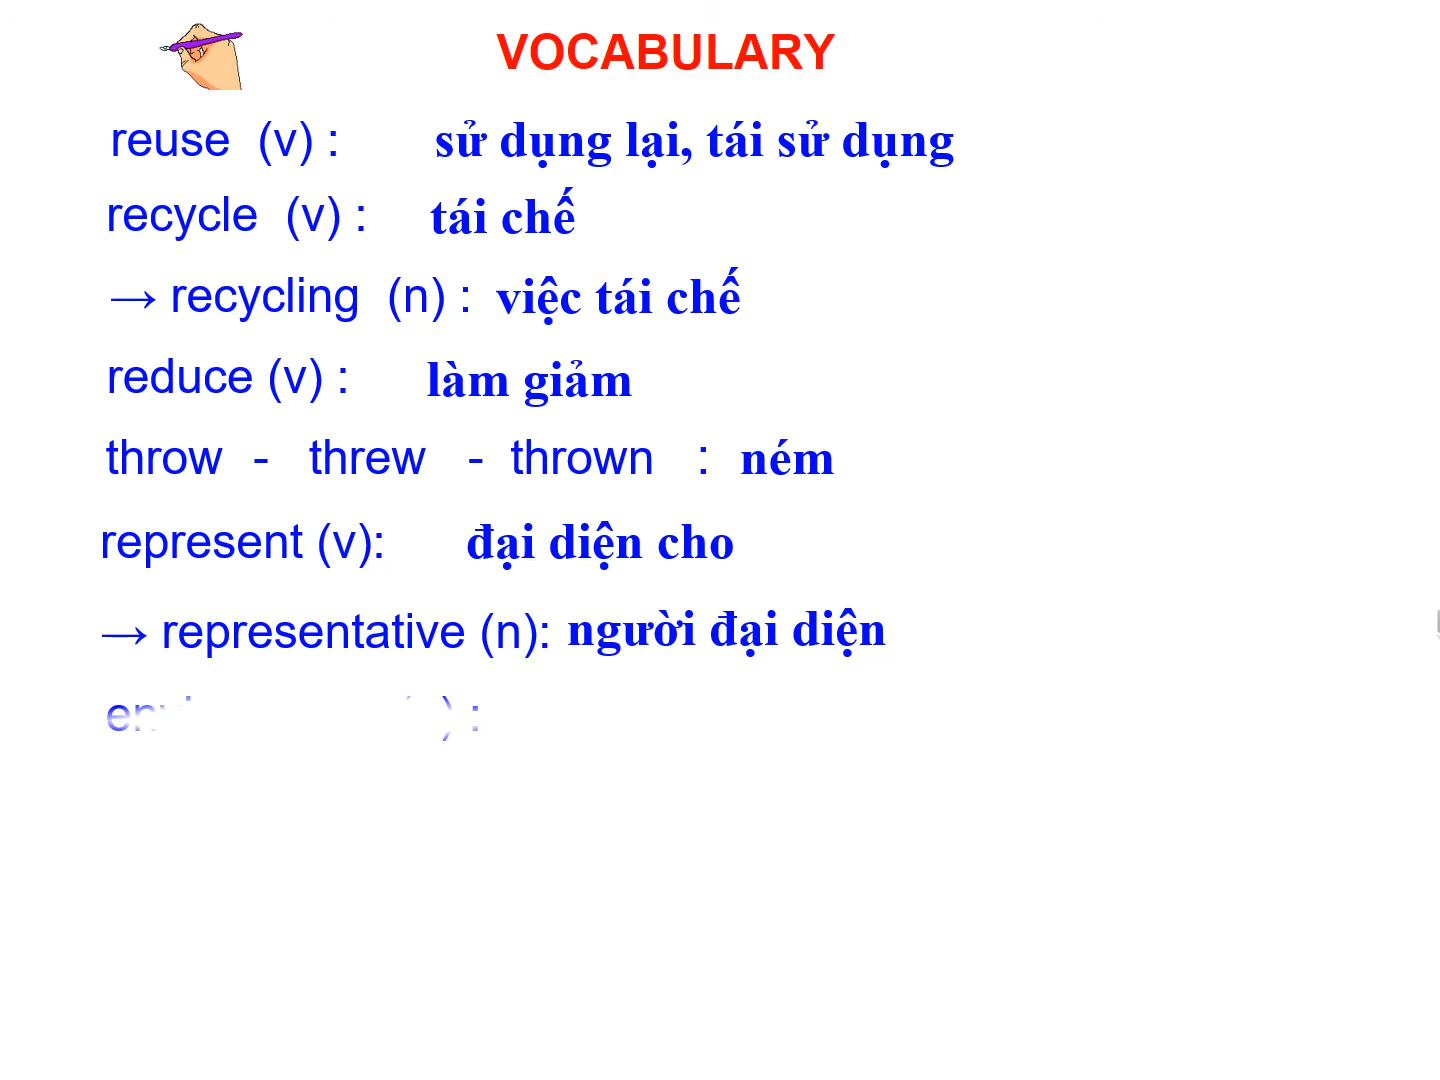 VOCABULARY
reuse (v) : sử dụng lại, tái sử dụng
recycle (v) : tái chế
→ recycling (n) : việc tái chế
reduce (v) : làm giảm
throw - threw - thrown : ném
represent (v): đại diện cho
→ representative (n): người đại diện